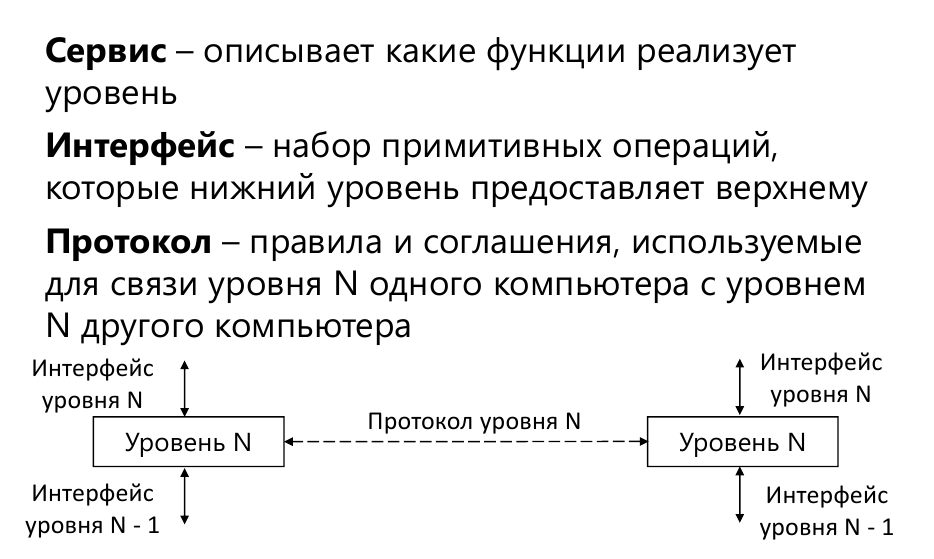 Сервис – описывает какие функции реализует
уровень
Интерфейс – набор примитивных операций,
которые нижний уровень предоставляет верхнему
Протокол – правила и соглашения, используемые
для связи уровня N одного компьютера с уровнем
N другого компьютера
Интерфейс
уровня N
Интерфейс
уровня N
Протокол уровня N
Уровень N
Уровень N
Интерфейс
уровня N - 1
Интерфейс
уровня N - 1